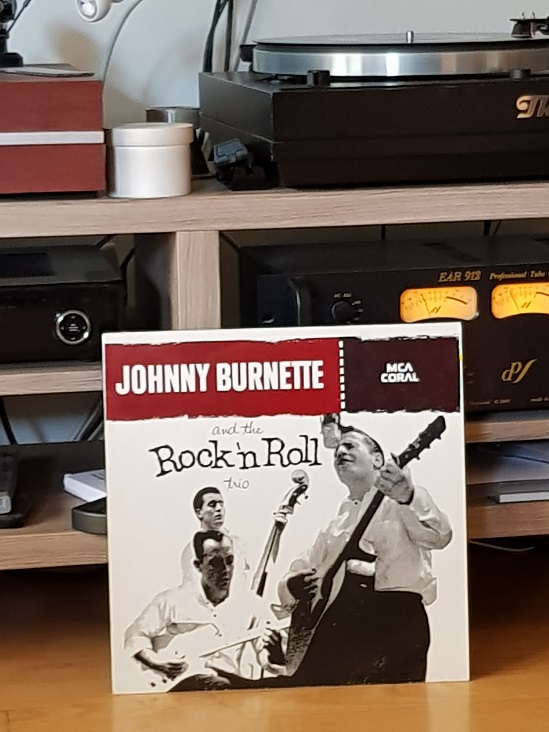 EAR 912
Professional Tube
JOHNNY BURNETTE
MCA
CORAL
and the
Rock'n Roll
trio